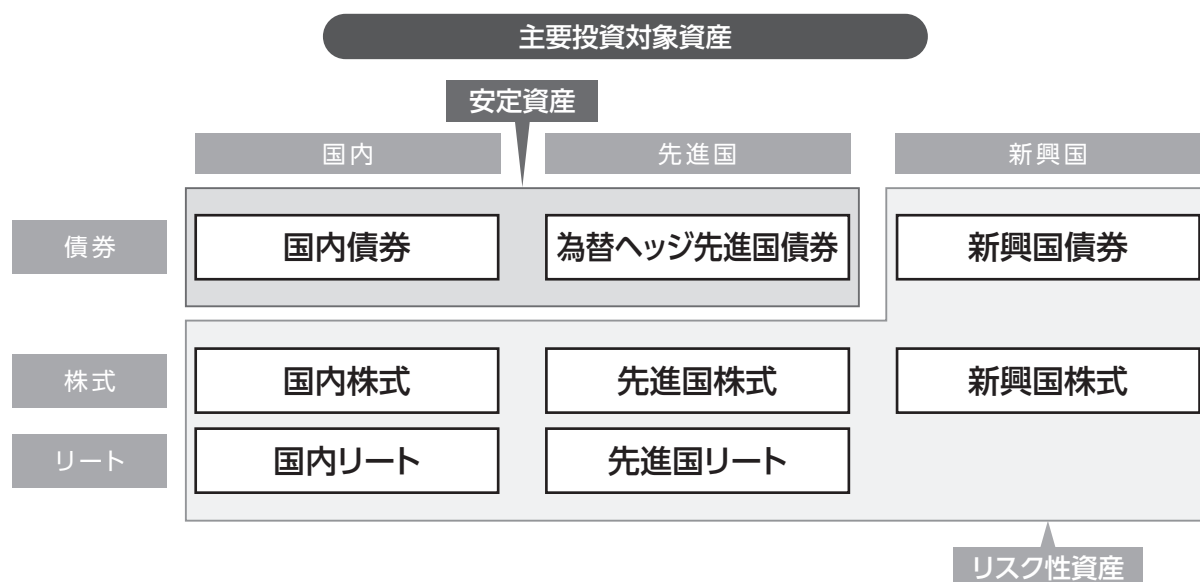 主要投資対象資産
安定資産
国内
先進国
新興国
債券
国内債券
為替ヘッジ先進国債券
新興国債券
株式
国内株式
先進国株式
新興国株式
リート
国内リート
先進国リート
リスク性資産